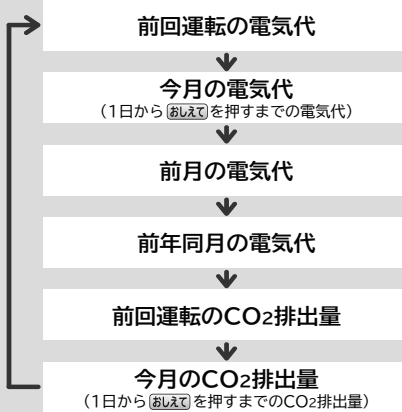 前回運転の電気代
今月の電気代
（1日からおしえてを押すまでの電気代）
前月の電気代
前年同月の電気代
前回運転のCO2排出量
今月のCO2排出量
（1日からおしえてを押すまでのCO2排出量）